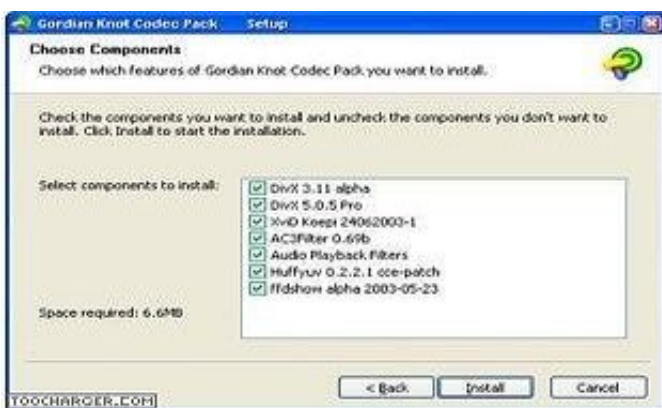 Gordian Knot Codec Pack Setup
Choose Components
Choose which features of Gordian Knot Codec Pack you want to install.
Check the components you want to install and uncheck the components you don't want to
install. Click Install to start the installation.
Select components to install:
DivX 3.11 alpha
DivX 5.0.5 Pro
XviD Koepi 24062003-1
AC3Filter 0.69b
Audio Playback Filters
Huffyuv 0.2.2.1 cce-patch
ffdshow alpha 2003-05-23
Space required: 6.6MB
< Back
Install
Cancel
TOOCHARGER.COM